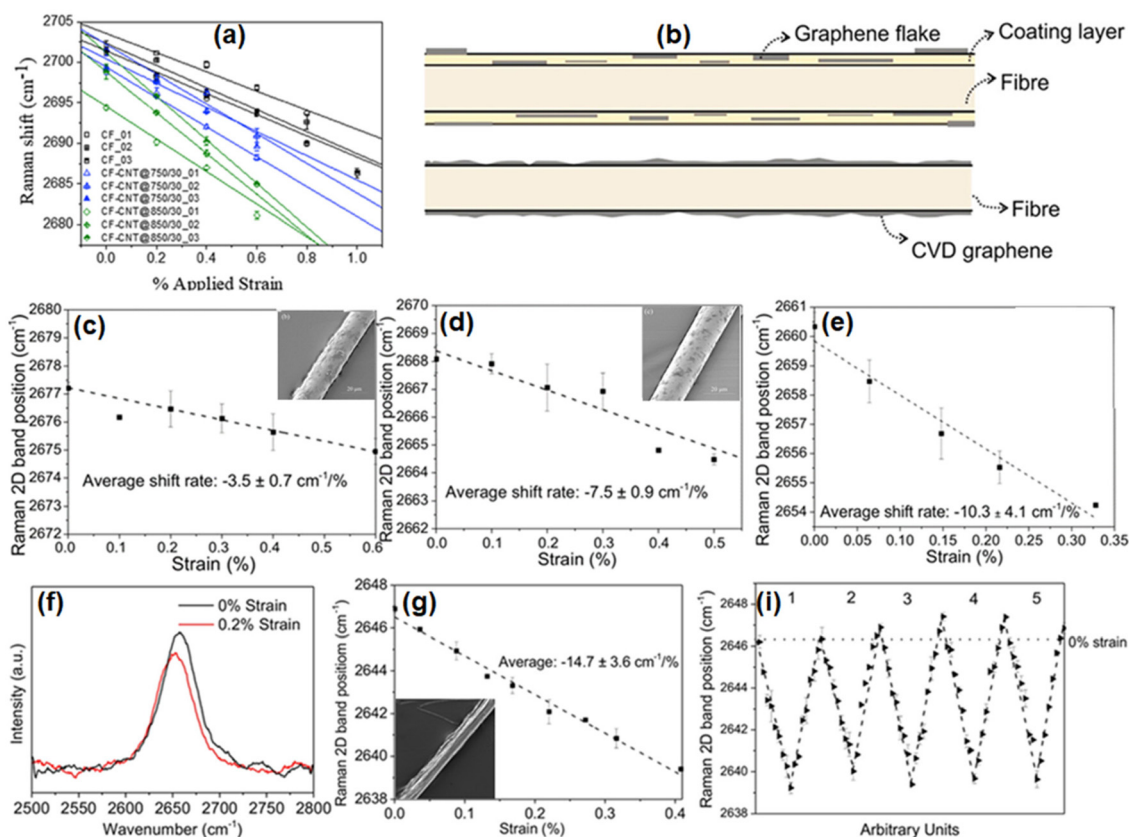 (a)
2705
2700
2695
2690
2685
2680
Raman shift (cm-1)
CF_01
CF_02
CF_03
CF-CNT@750/30_01
CF-CNT@750/30_02
CF-CNT@750/30_03
CF-CNT@850/30_01
CF-CNT@850/30_02
CF-CNT@850/30_03
0.0 0.2 0.4 0.6 0.8 1.0
% Applied Strain
(b)
Graphene flake
Coating layer
Fibre
Fibre
CVD graphene
(c)
2680
2679
2678
2677
2676
2675
2674
2673
2672
Raman 2D band position (cm-1)
Average shift rate: -3.5 ± 0.7 cm-1/%
0.0 0.1 0.2 0.3 0.4 0.5 0.6
Strain (%)
(d)
2670
2669
2668
2667
2666
2665
2664
2663
2662
Raman 2D band position (cm-1)
20 μm
Average shift rate: -7.5 ± 0.9 cm-1/%
0.0 0.1 0.2 0.3 0.4 0.5
Strain (%)
(e)
2661
2660
2659
2658
2657
2656
2655
2654
2653
Raman 2D band position (cm-1)
Average shift rate: -10.3 ± 4.1 cm-1/%
0.00 0.05 0.10 0.15 0.20 0.25 0.30 0.35
Strain (%)
(f)
0% Strain
0.2% Strain
Intensity (a.u.)
2500 2550 2600 2650 2700 2750 2800
Wavenumber (cm-1)
(g)
2648
2646
2644
2642
2640
2638
Raman 2D band position (cm-1)
Average: -14.7 ± 3.6 cm-1/%
0.0 0.1 0.2 0.3 0.4
Strain (%)
(i)
1 2 3 4 5
2648
2646
2644
2642
2640
2638
Raman 2D band position (cm-1)
0% strain
Arbitrary Units